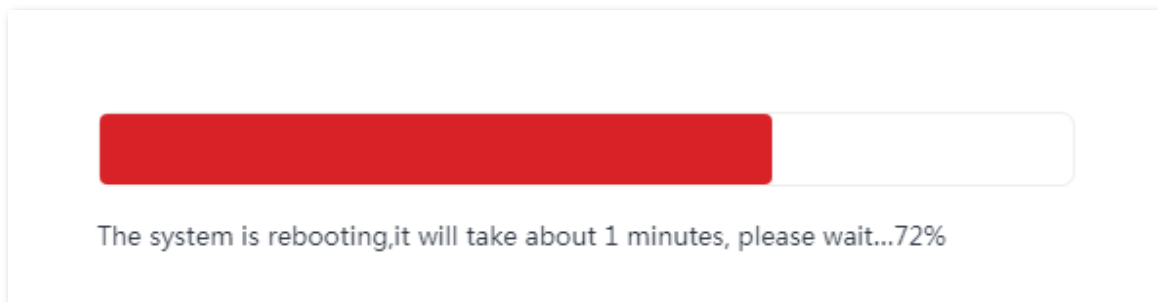 The system is rebooting,it will take about 1 minutes, please wait...72%